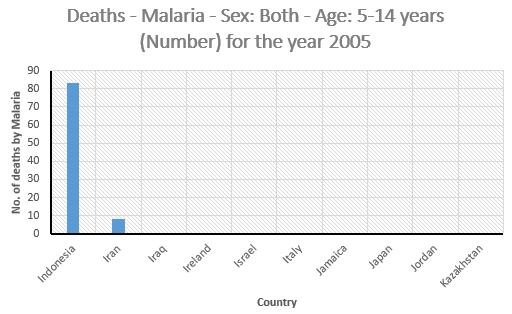 Deaths - Malaria - Sex: Both - Age: 5-14 years
(Number) for the year 2005
No. of deaths by Malaria
90
80
70
60
50
40
30
20
10
0
Indonesia
Iran
Iraq
Ireland
Israel
Italy
Jamaica
Japan
Jordan
Kazakhstan
Country